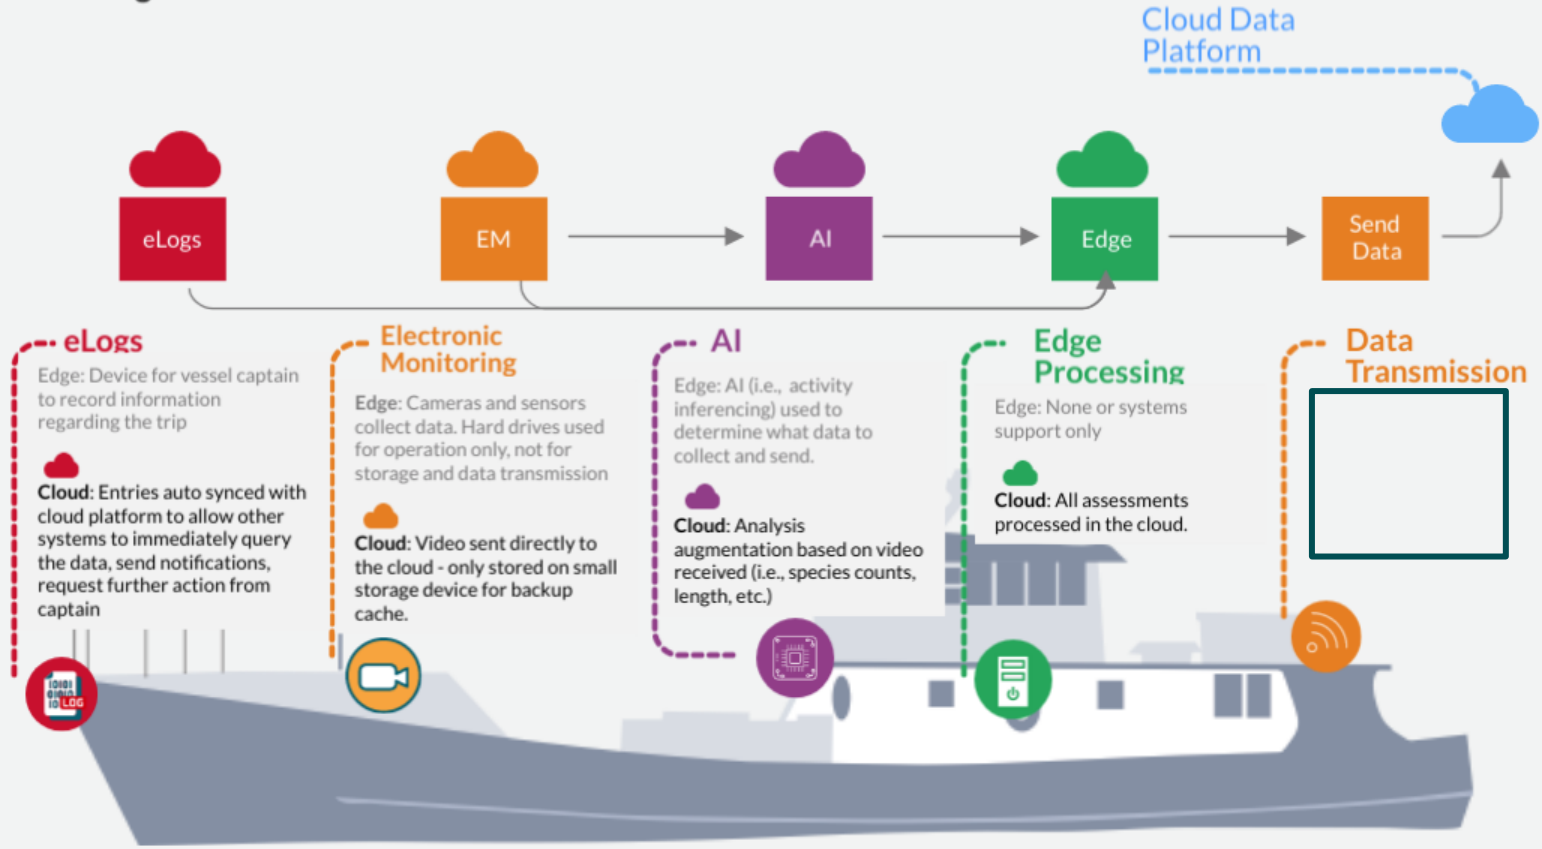 Cloud Data
Platform
eLogs
EM
AI
Edge
Send
Data
eLogs
Edge: Device for vessel captain
to record information
regarding the trip
Cloud: Entries auto synced with
cloud platform to allow other
systems to immediately query
the data, send notifications,
request further action from
captain
Electronic
Monitoring
Edge: Cameras and sensors
collect data. Hard drives used
for operation only, not for
storage and data transmission
Cloud: Video sent directly to
the cloud - only stored on small
storage device for backup
cache.
AI
Edge: AI (i.e., activity
inferencing) used to
determine what data to
collect and send.
Cloud: Analysis
augmentation based on video
received (i.e., species counts,
length, etc.)
Edge
Processing
Edge: None or systems
support only
Cloud: All assessments
processed in the cloud.
Data
Transmission
LOG